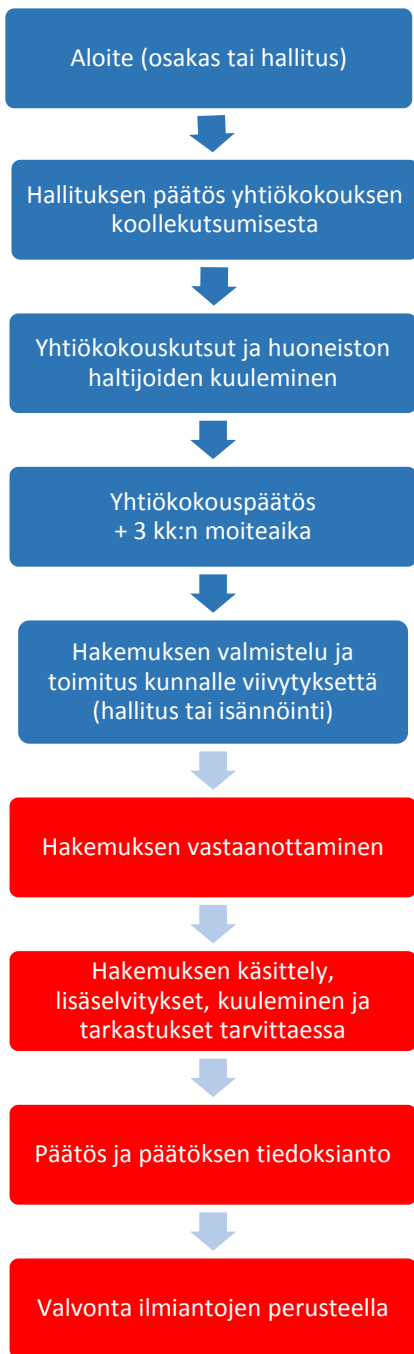 Aloite (osakas tai hallitus)
Hallituksen päätös yhtiökokouksen
koollekutsumisesta
Yhtiökokouskutsut ja huoneiston
haltijoiden kuuleminen
Yhtiökokouspäätös
+ 3 kk:n moiteaika
Hakemuksen valmistelu ja
toimitus kunnalle viivytyksettä
(hallitus tai isännöinti)
Hakemuksen vastaanottaminen
Hakemuksen käsittely,
lisäselvitykset, kuuleminen ja
tarkastukset tarvittaessa
Päätös ja päätöksen tiedoksianto
Valvonta ilmiantojen perusteella